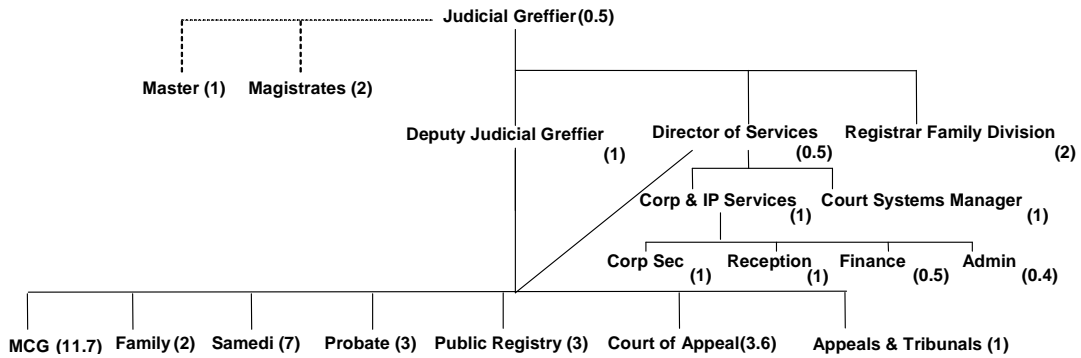 Judicial Greffier (0.5)
Master (1) Magistrates (2)
Deputy Judicial Greffier (1) Director of Services (0.5) Registrar Family Division (2)
Corp & IP Services (1) Court Systems Manager (1)
Corp Sec (1) Reception (1) Finance (0.5) Admin (0.4)
MCG (11.7) Family (2) Samedi (7) Probate (3) Public Registry (3) Court of Appeal(3.6) Appeals & Tribunals (1)